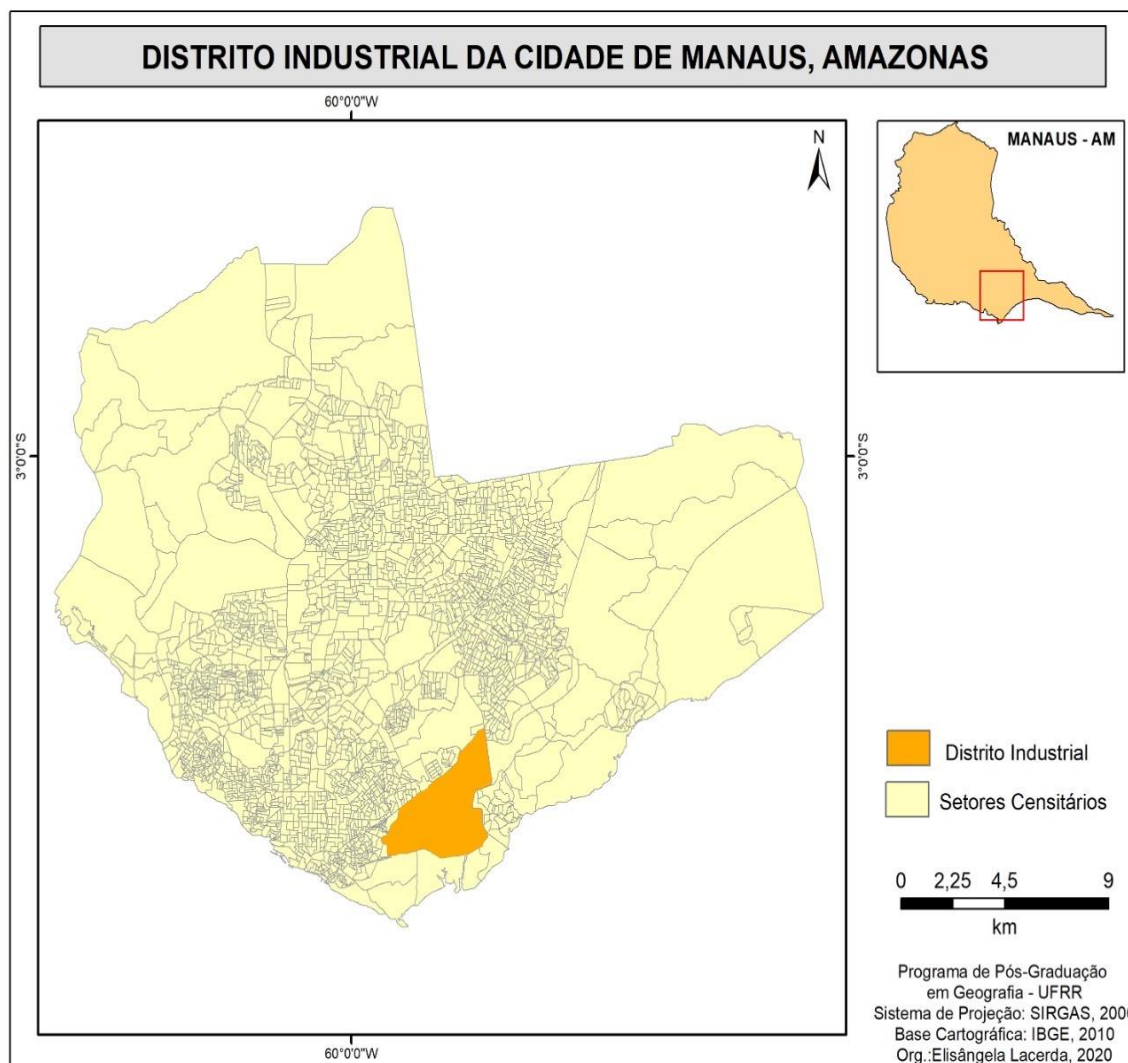 DISTRITO INDUSTRIAL DA CIDADE DE MANAUS, AMAZONAS
60°0'0"W
N
MANAUS - AM
3°0'0"S
3°0'0"S
Distrito Industrial
Setores Censitários
0 2,25 4,5 9
km
Programa de Pós-Graduação
em Geografia - UFRR
Sistema de Projeção: SIRGAS, 200
Base Cartográfica: IBGE, 2010
Org.:Elisângela Lacerda, 2020
60°0'0"W